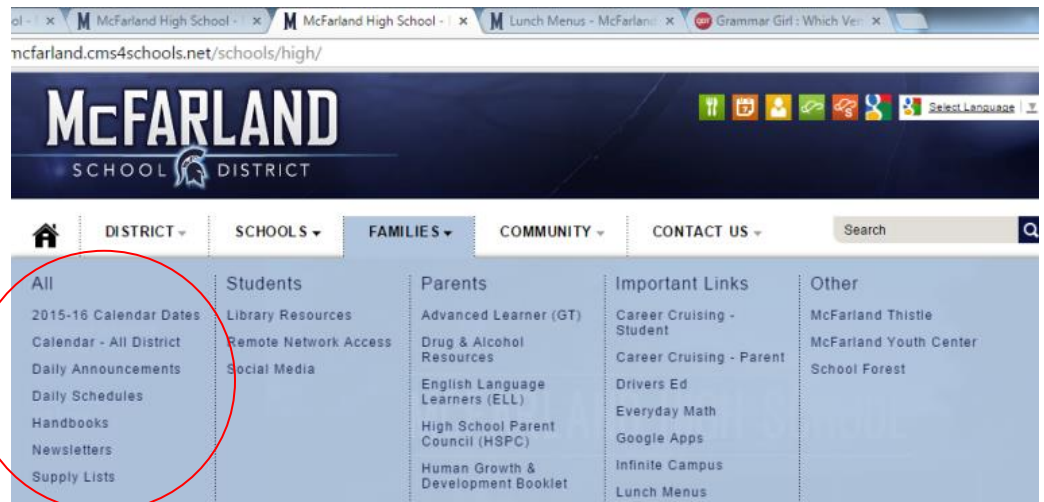 ol - 
McFarland High School -
McFarland High School -
Lunch Menus - McFarlan
Grammar Girl : Which Ver
mcfarland.cms4schools.net/schools/high/
McFARLAND
SCHOOL DISTRICT
Select Language
DISTRICT
SCHOOLS
FAMILIES
COMMUNITY
CONTACT US
Search
All
2015-16 Calendar Dates
Calendar - All District
Daily Announcements
Daily Schedules
Handbooks
Newsletters
Supply Lists
Students
Library Resources
Remote Network Access
Social Media
Parents
Advanced Learner (GT)
Drug & Alcohol
Resources
English Language
Learners (ELL)
High School Parent
Council (HSPC)
Human Growth &
Development Booklet
Important Links
Career Cruising -
Student
Career Cruising - Parent
Drivers Ed
Everyday Math
Google Apps
Infinite Campus
Lunch Menus
Other
McFarland Thistle
McFarland Youth Center
School Forest